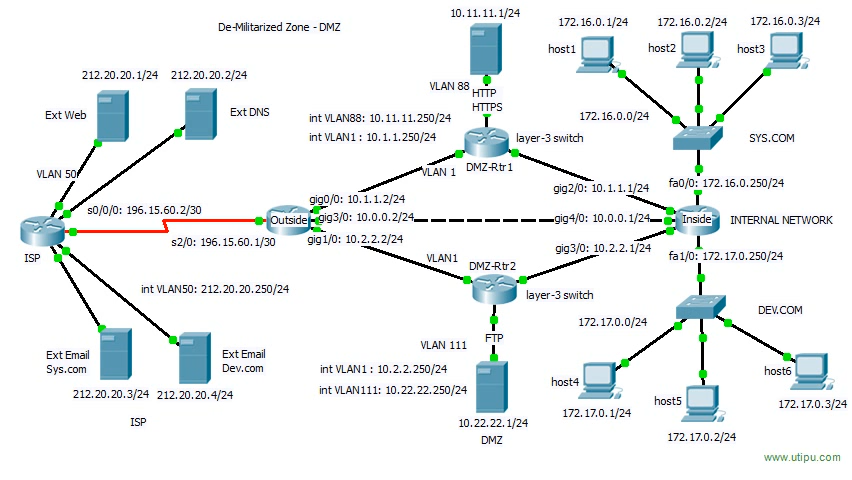 De-Militarized Zone - DMZ
10.11.11.1/24
172.16.0.1/24
172.16.0.2/24
172.16.0.3/24
host1
host2
host3
212.20.20.1/24
212.20.20.2/24
Ext Web
Ext DNS
VLAN 88
HTTP
HTTPS
int VLAN88: 10.11.11.250/24
int VLAN1 : 10.1.1.250/24
layer-3 switch
DMZ-Rtr1
172.16.0.0/24
SYS.COM
VLAN 50
VLAN 1
s0/0/0: 196.15.60.2/30
gig0/0: 10.1.1.2/24
gig2/0: 10.1.1.1/24
fa0/0: 172.16.0.250/24
Outside
gig3/0: 10.0.0.2/24
gig4/0: 10.0.0.1/24
Inside
INTERNAL NETWORK
ISP
s2/0: 196.15.60.1/30
gig1/0: 10.2.2.2/24
gig3/0: 10.2.2.1/24
fa1/0: 172.17.0.250/24
VLAN1
DMZ-Rtr2
layer-3 switch
int VLAN50: 212.20.20.250/24
DEV.COM
172.17.0.0/24
FTP
VLAN 111
Ext Email
Sys.com
Ext Email
Dev.com
int VLAN1 : 10.2.2.250/24
int VLAN111: 10.22.22.250/24
host4
host5
host6
212.20.20.3/24
212.20.20.4/24
172.17.0.1/24
172.17.0.3/24
ISP
10.22.22.1/24
DMZ
172.17.0.2/24
www.utipu.com